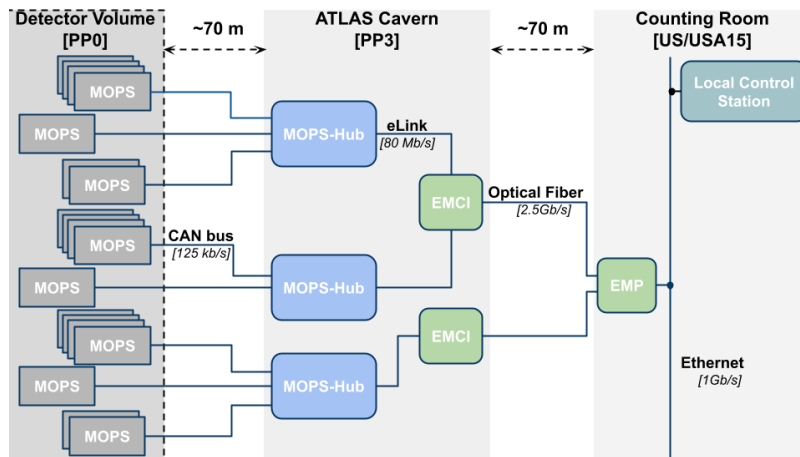 Detector Volume
[PP0]
~70 m
ATLAS Cavern
[PP3]
~70 m
Counting Room
[US/USA15]
MOPS
MOPS
MOPS
MOPS
MOPS
MOPS
MOPS
MOPS
CAN bus
[125 kb/s]
MOPS-Hub
MOPS-Hub
MOPS-Hub
eLink
[80 Mb/s]
EMCI
EMCI
Optical Fiber
[2.5Gb/s]
EMP
Local Control
Station
Ethernet
[1Gb/s]